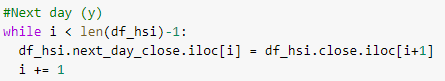 #Next day (y)
while i < len(df_hsi)-1:
  df_hsi.next_day_close.iloc[i] = df_hsi.close.iloc[i+1]
  i += 1